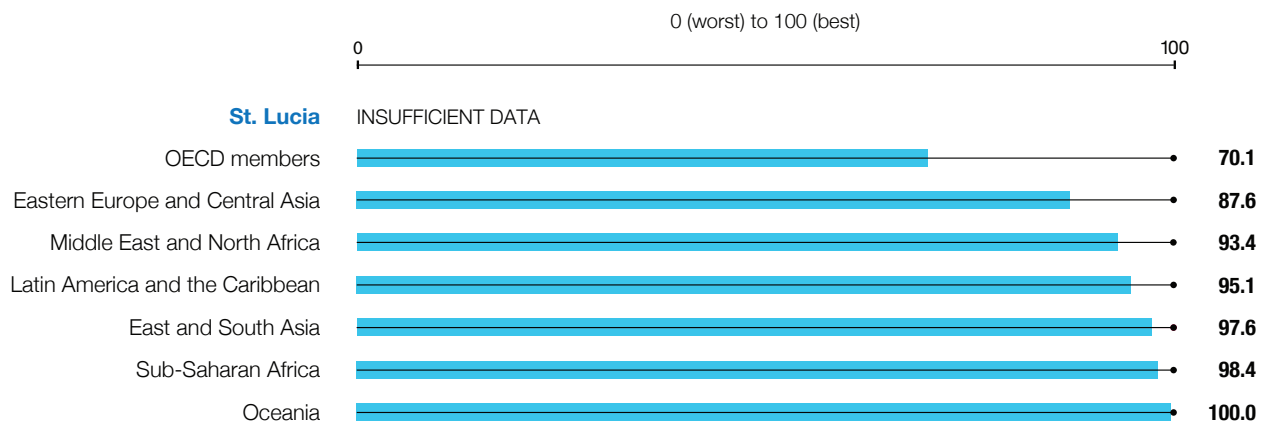 0 (worst) to 100 (best)
0 100
St. Lucia INSUFFICIENT DATA
OECD members 70.1
Eastern Europe and Central Asia 87.6
Middle East and North Africa 93.4
Latin America and the Caribbean 95.1
East and South Asia 97.6
Sub-Saharan Africa 98.4
Oceania 100.0